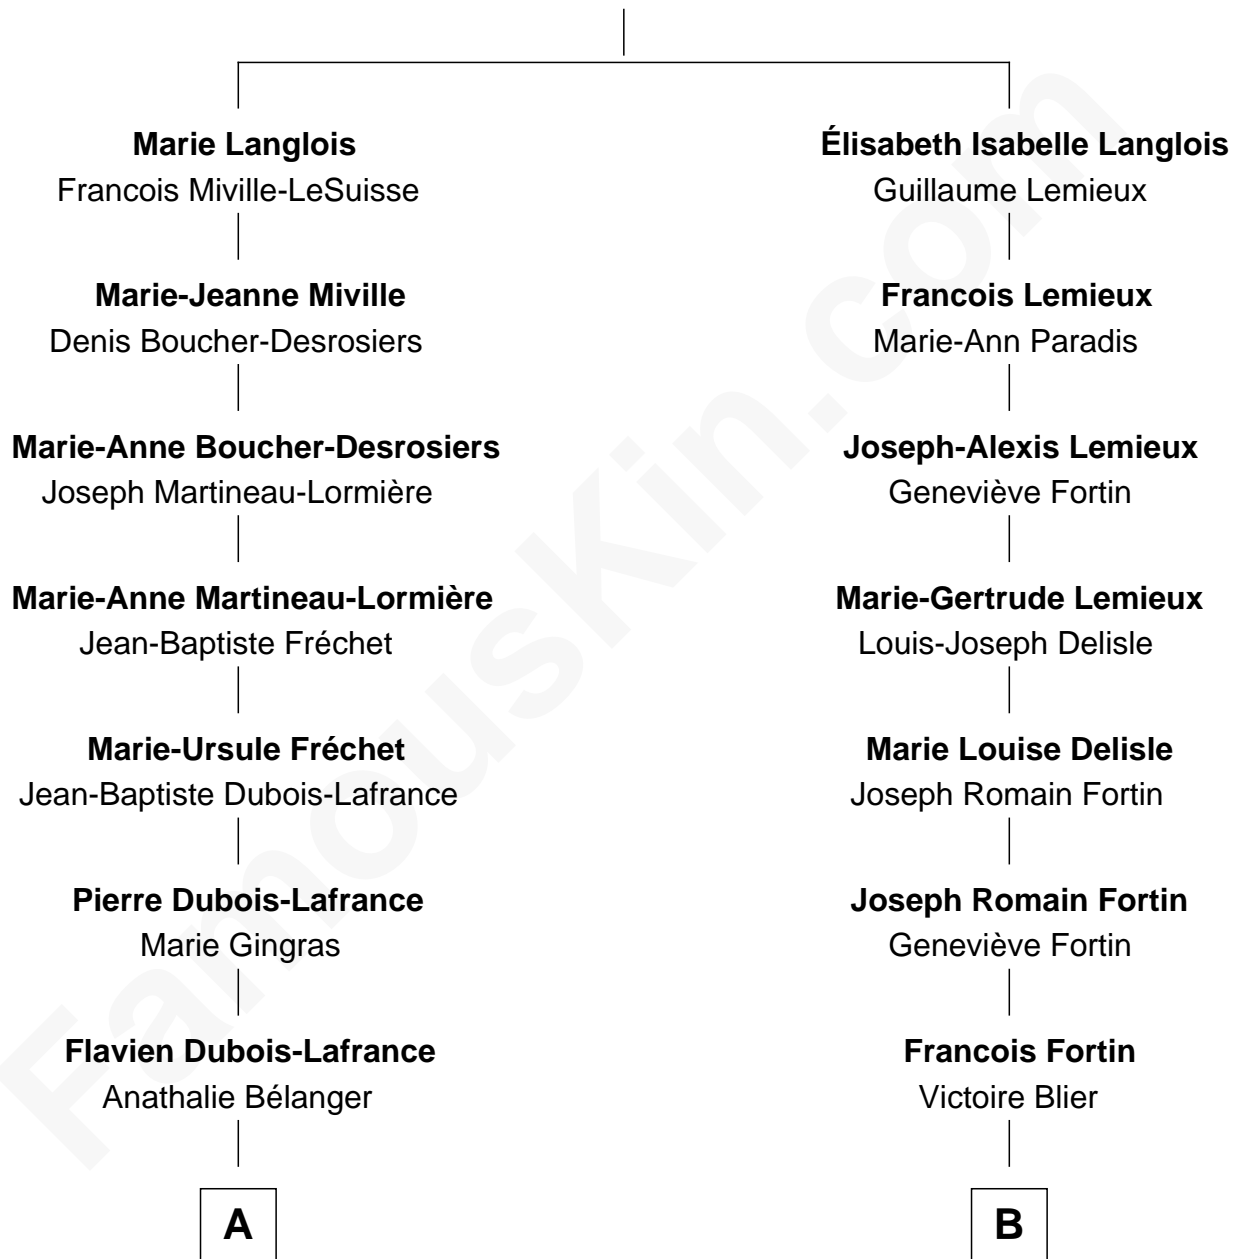 Marie Langlois
Francois Miville-LeSuisse
Marie-Jeanne Miville
Denis Boucher-Desrosiers
Marie-Anne Boucher-Desrosiers
Joseph Martineau-Lormière
Marie-Anne Martineau-Lormière
Jean-Baptiste Fréchet
Marie-Ursule Fréchet
Jean-Baptiste Dubois-Lafrance
Pierre Dubois-Lafrance
Marie Gingras
Flavien Dubois-Lafrance
Anathalie Bélanger
A
Élisabeth Isabelle Langlois
Guillaume Lemieux
Francois Lemieux
Marie-Ann Paradis
Joseph-Alexis Lemieux
Geneviève Fortin
Marie-Gertrude Lemieux
Louis-Joseph Delisle
Marie Louise Delisle
Joseph Romain Fortin
Joseph Romain Fortin
Geneviève Fortin
Francois Fortin
Victoire Blier
B
FamousKin.com